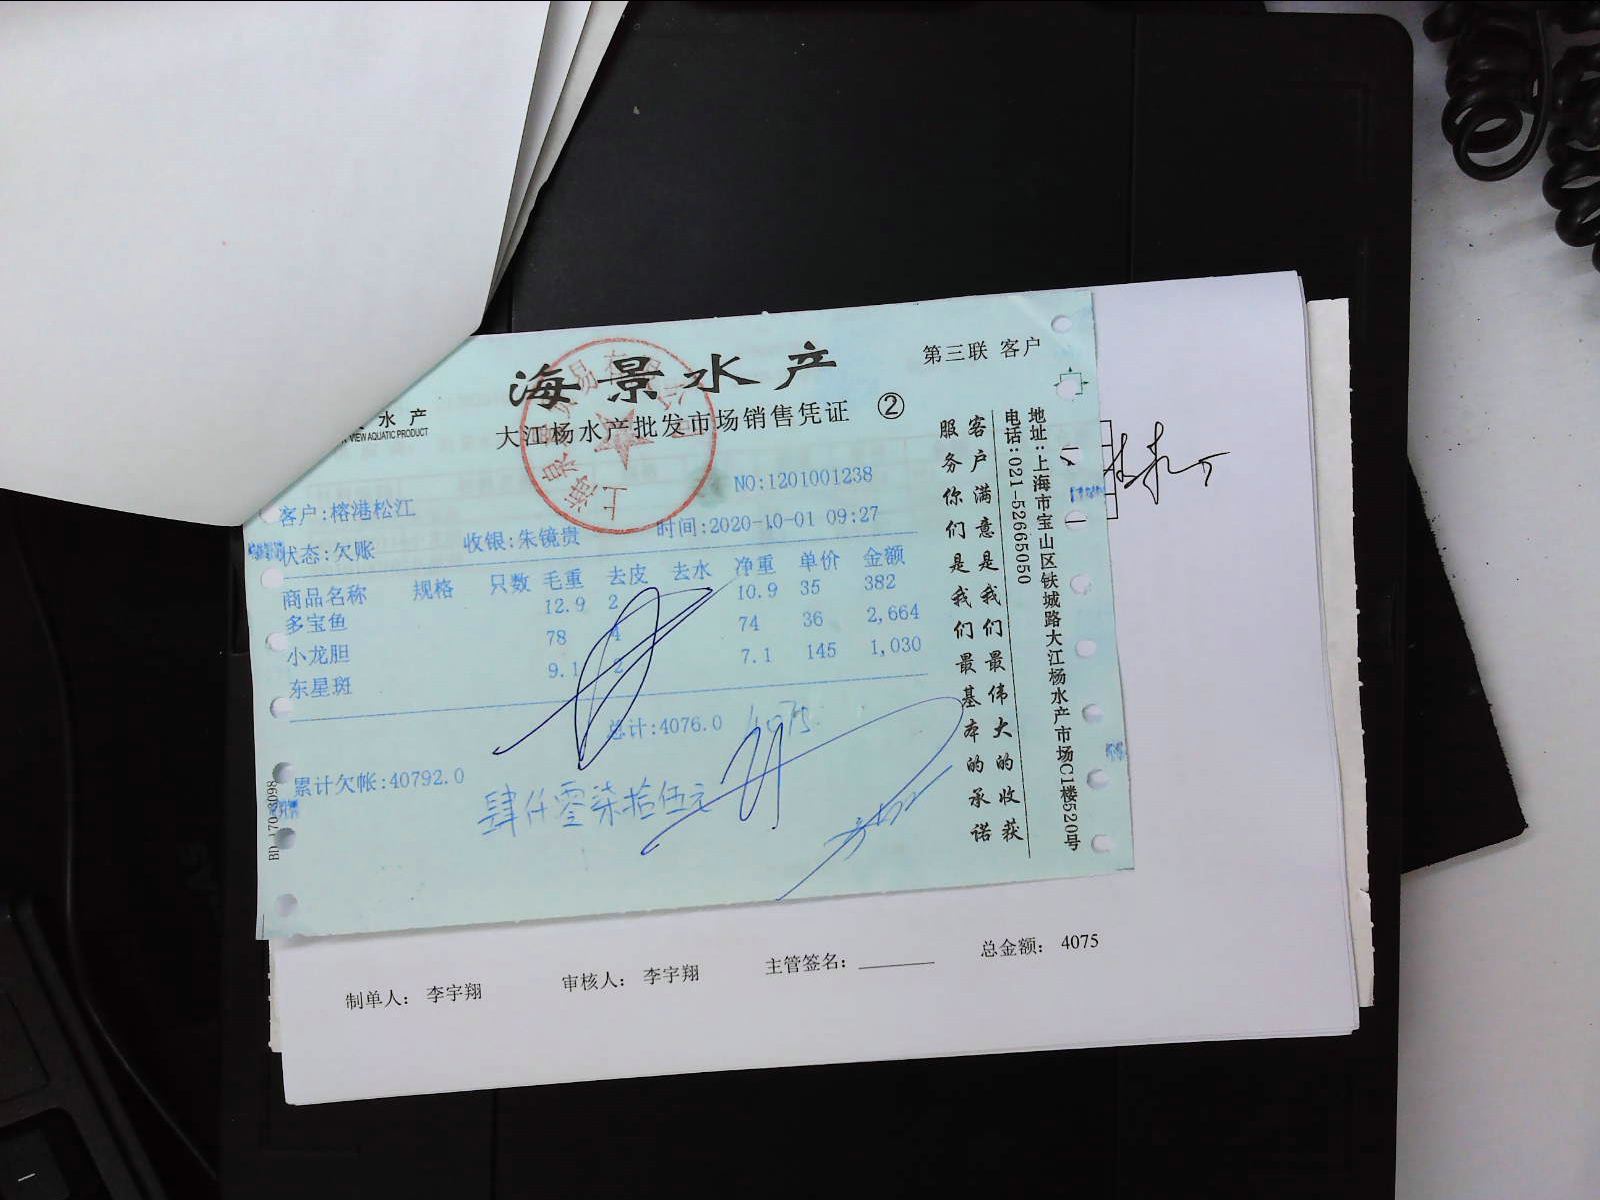 海景水产
第三联 客户
水产
VIEW AQUATIC PRODUCT
大江杨水产批发市场销售凭证 ②
NO:1201001238
客户:榕港松江
状态:欠账 收银:朱镜贵 时间:2020-10-01 09:27
商品名称 规格 只数 毛重 去皮 去水 净重 单价 金额
多宝鱼 12.9 2 10.9 35 382
小龙胆 78 4 74 36 2,664
东星斑 9.1 2 7.1 145 1,030
总计:4076.0 4075
累计欠帐:40792.0
肆仟零柒拾伍元
客户满意是我们最伟大的收获
服务你们是我们最基本的承诺
地址:上海市宝山区铁城路大江杨水产市场C1楼520号
电话:021-52665050
制单人: 李宇翔 审核人: 李宇翔 主管签名: 总金额: 4075